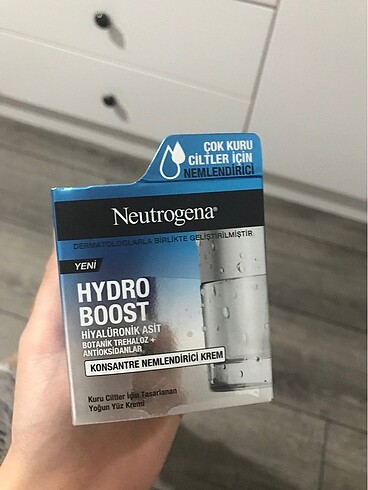 ÇOK KURU
CİLTLER İÇİN
NEMLENDİRİCİ
Neutrogena®
DERMATOLOGLARLA BİRLİKTE GELİŞTİRİLMİŞTİR.
YENİ
HYDRO
BOOST
HİYALÜRONİK ASİT
BOTANİK TREHALOZ +
ANTİOKSİDANLAR
KONSANTRE NEMLENDİRİCİ KREM
Kuru Ciltler İçin Tasarlanan
Yoğun Yüz Kremi